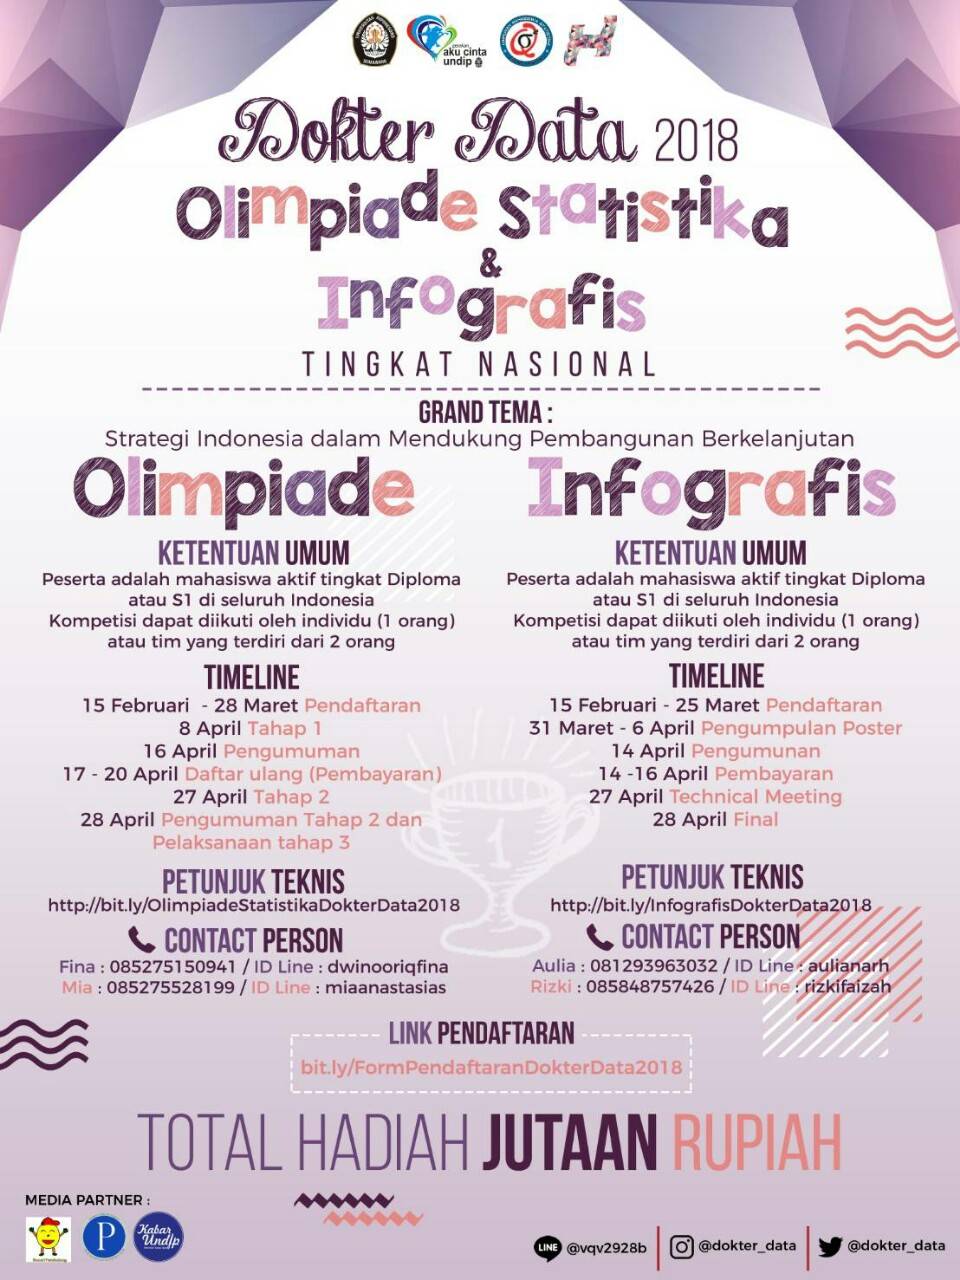 gerakan
aku cinta
undip
Dokter Data 2018
Olimpiade Statistika
&
Infografis
TINGKAT NASIONAL
GRAND TEMA :
Strategi Indonesia dalam Mendukung Pembangunan Berkelanjutan
Olimpiade
KETENTUAN UMUM
Peserta adalah mahasiswa aktif tingkat Diploma
atau S1 di seluruh Indonesia
Kompetisi dapat diikuti oleh individu (1 orang)
atau tim yang terdiri dari 2 orang
TIMELINE
15 Februari - 28 Maret Pendaftaran
8 April Tahap 1
16 April Pengumuman
17 - 20 April Daftar ulang (Pembayaran)
27 April Tahap 2
28 April Pengumuman Tahap 2 dan
Pelaksanaan tahap 3
PETUNJUK TEKNIS
http://bit.ly/OlimpiadeStatistikaDokterData2018
CONTACT PERSON
Fina : 085275150941 / ID Line : dwinooriqfina
Mia : 085275528199 / ID Line : miaanastasias
Infografis
KETENTUAN UMUM
Peserta adalah mahasiswa aktif tingkat Diploma
atau S1 di seluruh Indonesia
Kompetisi dapat diikuti oleh individu (1 orang)
atau tim yang terdiri dari 2 orang
TIMELINE
15 Februari - 25 Maret Pendaftaran
31 Maret - 6 April Pengumpulan Poster
14 April Pengumunan
14 -16 April Pembayaran
27 April Technical Meeting
28 April Final
PETUNJUK TEKNIS
http://bit.ly/InfografisDokterData2018
CONTACT PERSON
Aulia : 081293963032 / ID Line : aulianarh
Rizki : 085848757426 / ID Line : rizkifaizah
1
LINK PENDAFTARAN
bit.ly/FormPendaftaranDokterData2018
TOTAL HADIAH JUTAAN RUPIAH
MEDIA PARTNER :
P
Kabar
Undip
LINE @vqv2928b
@dokter_data
@dokter_data